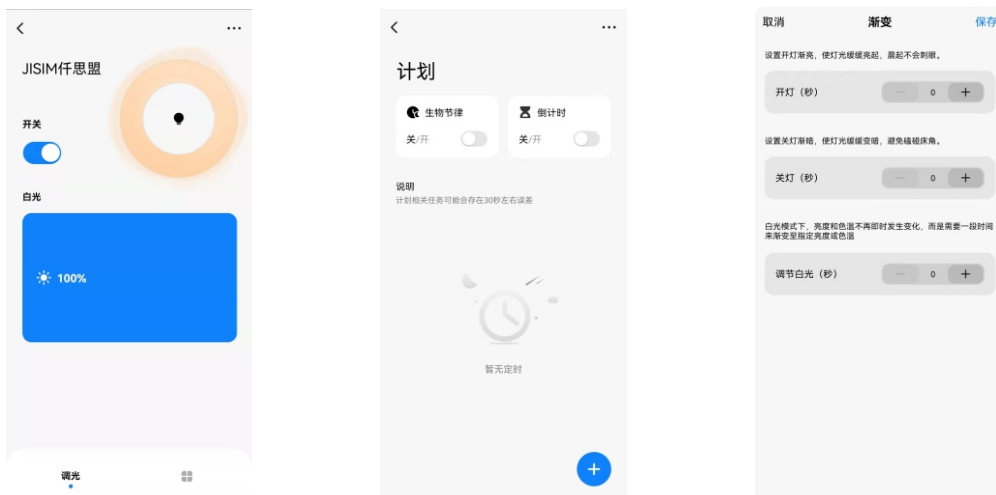 JISIM仟思盟
开关
白光
100%
调光
计划
生物节律
关/开
倒计时
关/开
说明
计划相关任务可能会存在30秒左右误差
暂无定时
取消
渐变
保存
设置开灯渐亮，使灯光缓缓亮起，晨起不会刺眼。
开灯（秒）
0
设置关灯渐暗，使灯光缓缓变暗，避免磕碰床角。
关灯（秒）
0
白光模式下，亮度和色温不再即时发生变化，而是需要一段时间
来渐变至指定亮度或色温
调节白光（秒）
0